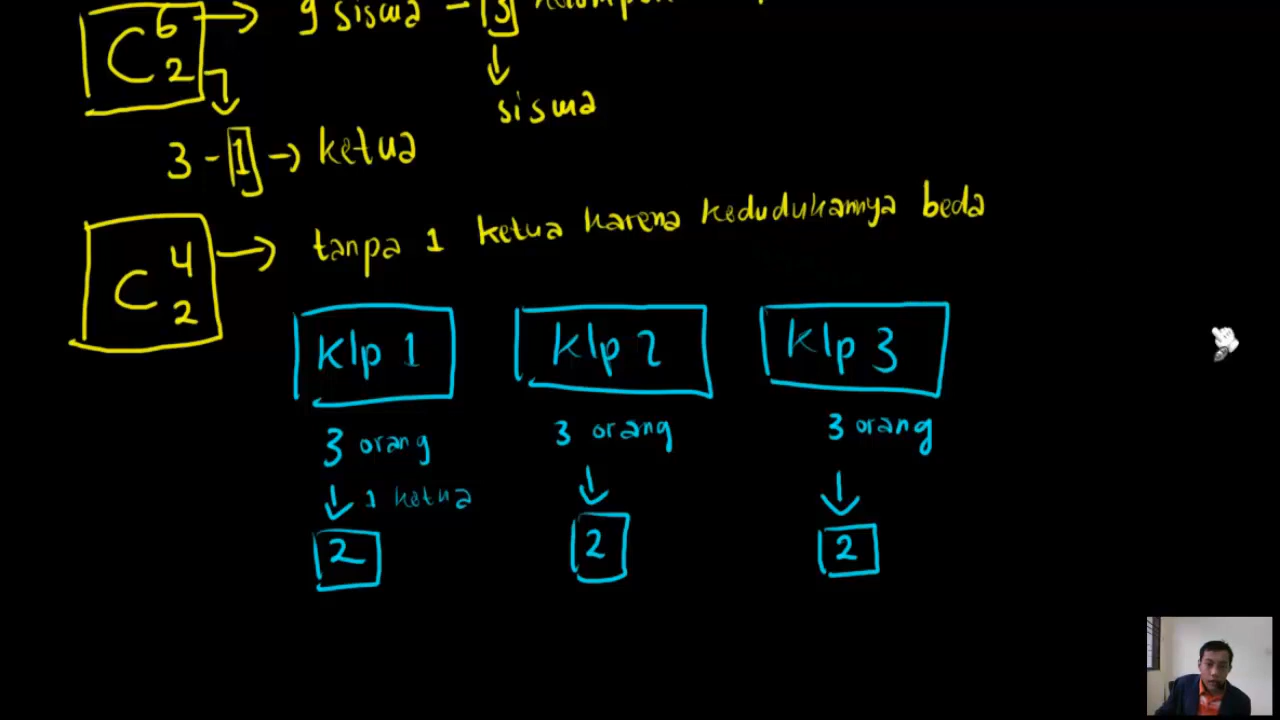 C 6 2 → 9 siswa - 3
↓
siswa
3 - 1 → ketua
C 4 2 → tanpa 1 ketua karena kedudukannya beda
Klp 1 Klp 2 Klp 3
3 orang 3 orang 3 orang
↓ 1 ketua ↓ ↓
2 2 2